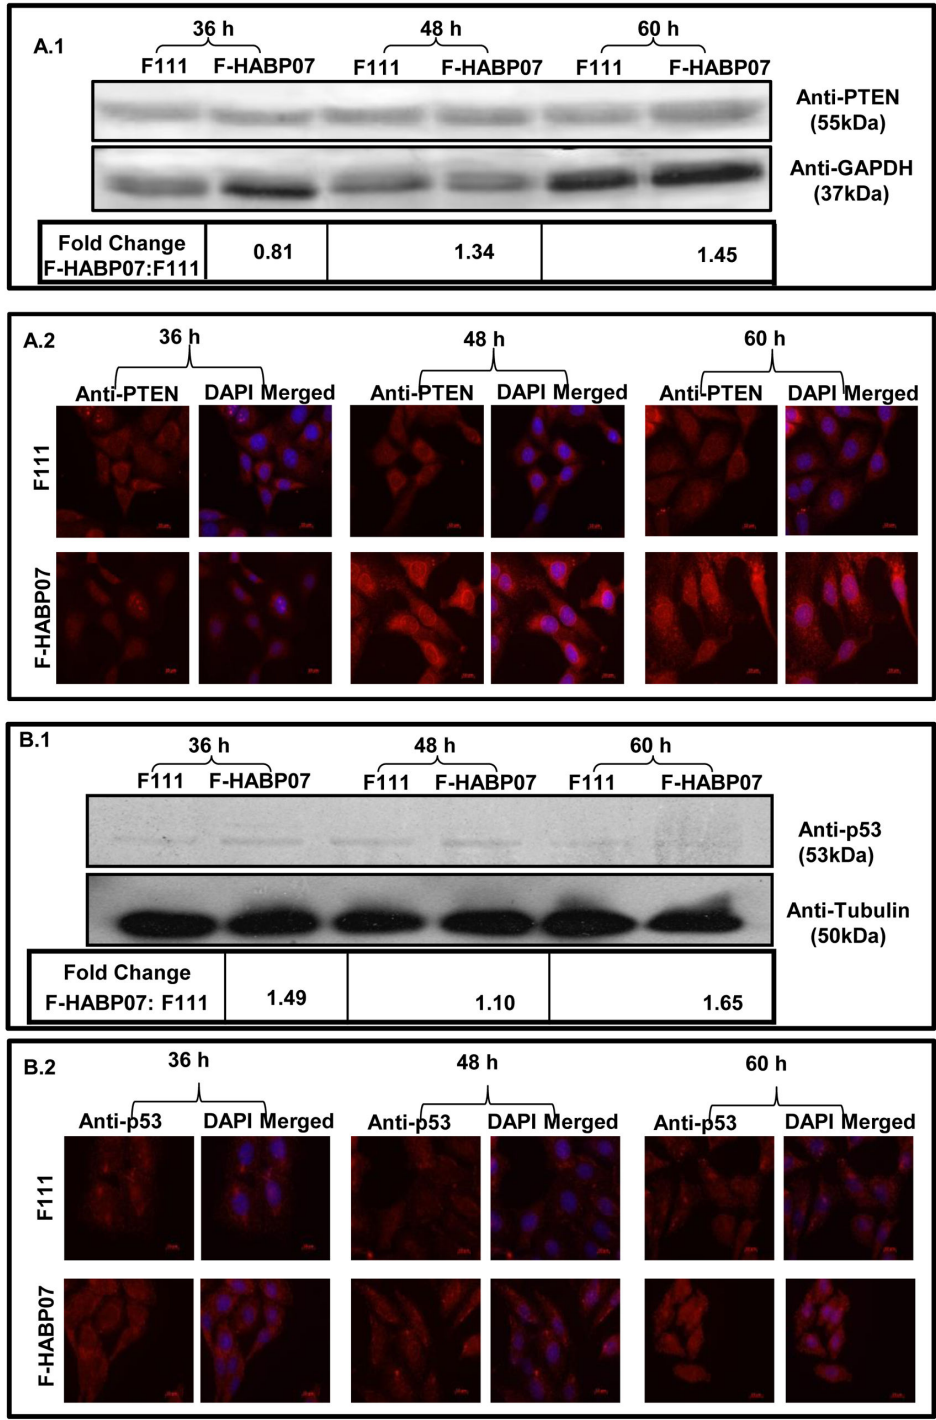 A.1
36 h 48 h 60 h
F111 F-HABP07 F111 F-HABP07 F111 F-HABP07
Anti-PTEN
(55kDa)
Anti-GAPDH
(37kDa)
Fold Change
F-HABP07:F111
0.81 1.34 1.45
A.2
36 h 48 h 60 h
Anti-PTEN DAPI Merged Anti-PTEN DAPI Merged Anti-PTEN DAPI Merged
F111
F-HABP07
B.1
36 h 48 h 60 h
F111 F-HABP07 F111 F-HABP07 F111 F-HABP07
Anti-p53
(53kDa)
Anti-Tubulin
(50kDa)
Fold Change
F-HABP07: F111
1.49 1.10 1.65
B.2
36 h 48 h 60 h
Anti-p53 DAPI Merged Anti-p53 DAPI Merged Anti-p53 DAPI Merged
F111
F-HABP07